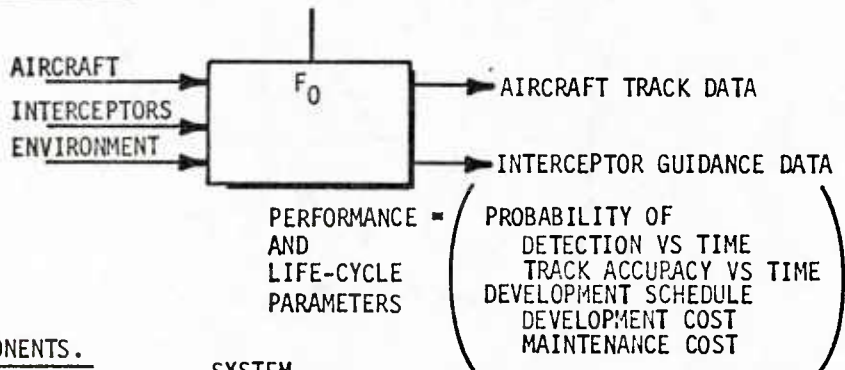 AIRCRAFT
INTERCEPTORS
ENVIRONMENT
F0
AIRCRAFT TRACK DATA
INTERCEPTOR GUIDANCE DATA
PERFORMANCE =
AND
LIFE-CYCLE
PARAMETERS
PROBABILITY OF
DETECTION VS TIME
TRACK ACCUPACY VS TIME
DEVELOPMENT SCHEDULE
DEVELOPMENT COST
MAINTENANCE COST
ONENTS.
SYSTEM